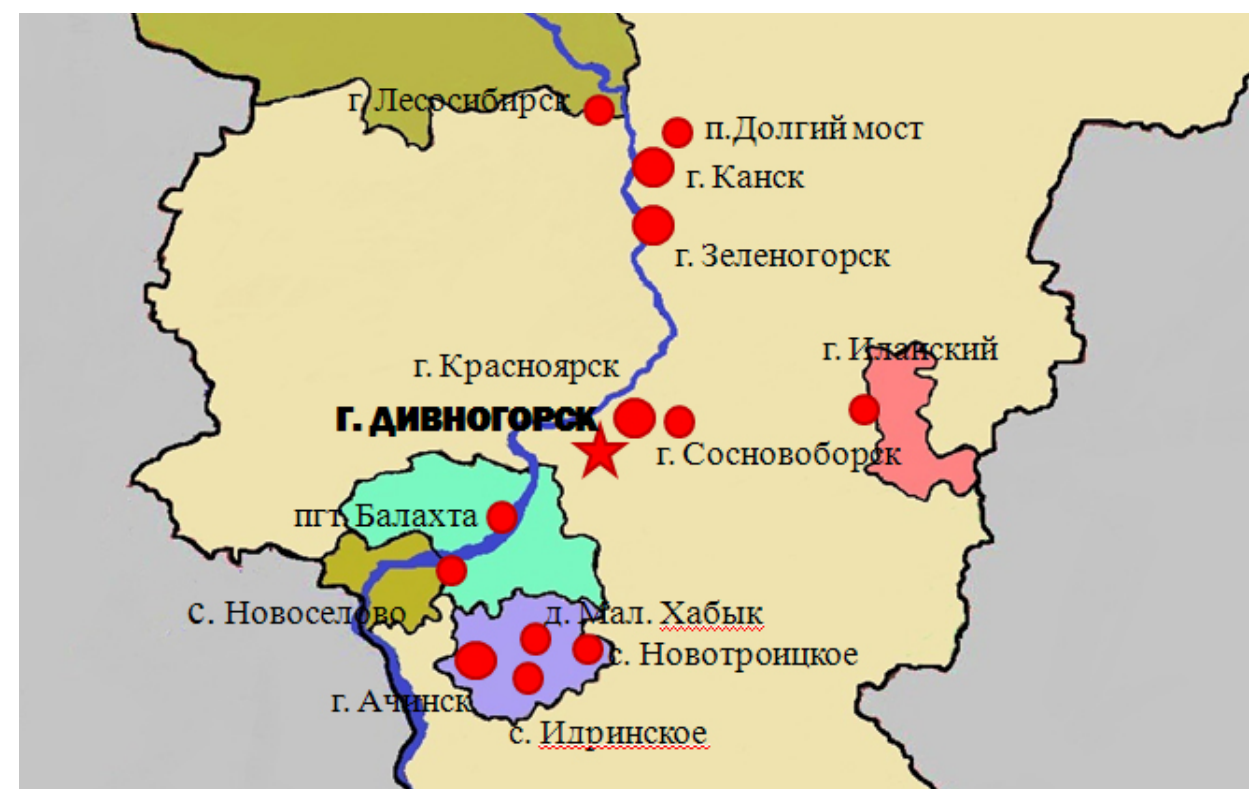 г. Лесосибирск
п.Долгий мост
г. Канск
г. Зеленогорск
г. Иланский
г. Красноярск
Г. ДИВНОГОРСК
г. Сосновоборск
пгт. Балахта
с. Новоселово
д. Мал. Хабык
с. Новотроицкое
г. Ачинск
с. Идринское